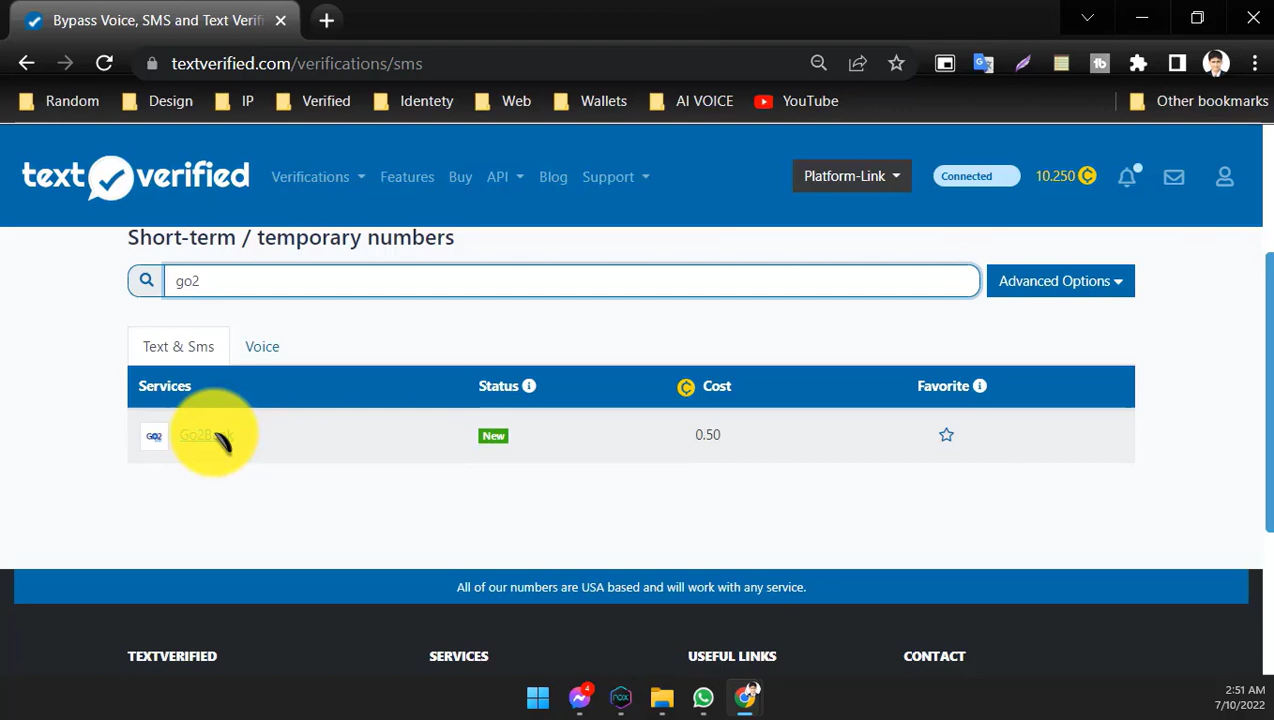 Bypass Voice, SMS and Text Verifi
textverified.com/verifications/sms
Random Design IP Verified Identety Web Wallets AI VOICE YouTube Other bookmarks
text verified Verifications Features Buy API Blog Support Platform-Link Connected 10.250
Short-term / temporary numbers
go2 Advanced Options
Text & Sms Voice
Services Status Cost Favorite
GO2 New 0.50
All of our numbers are USA based and will work with any service.
TEXTVERIFIED SERVICES USEFUL LINKS CONTACT
4 nox
2:51 AM
7/10/2022